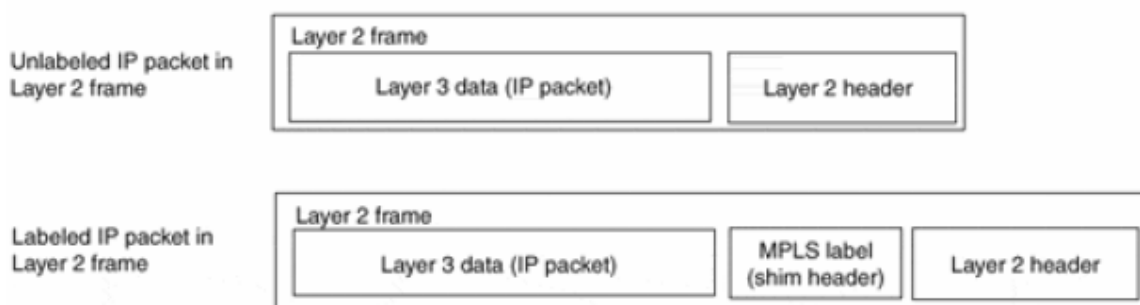 Unlabeled IP packet in
Layer 2 frame
Layer 2 frame
Layer 3 data (IP packet)
Layer 2 header
Labeled IP packet in
Layer 2 frame
Layer 2 frame
Layer 3 data (IP packet)
MPLS label
(shim header)
Layer 2 header